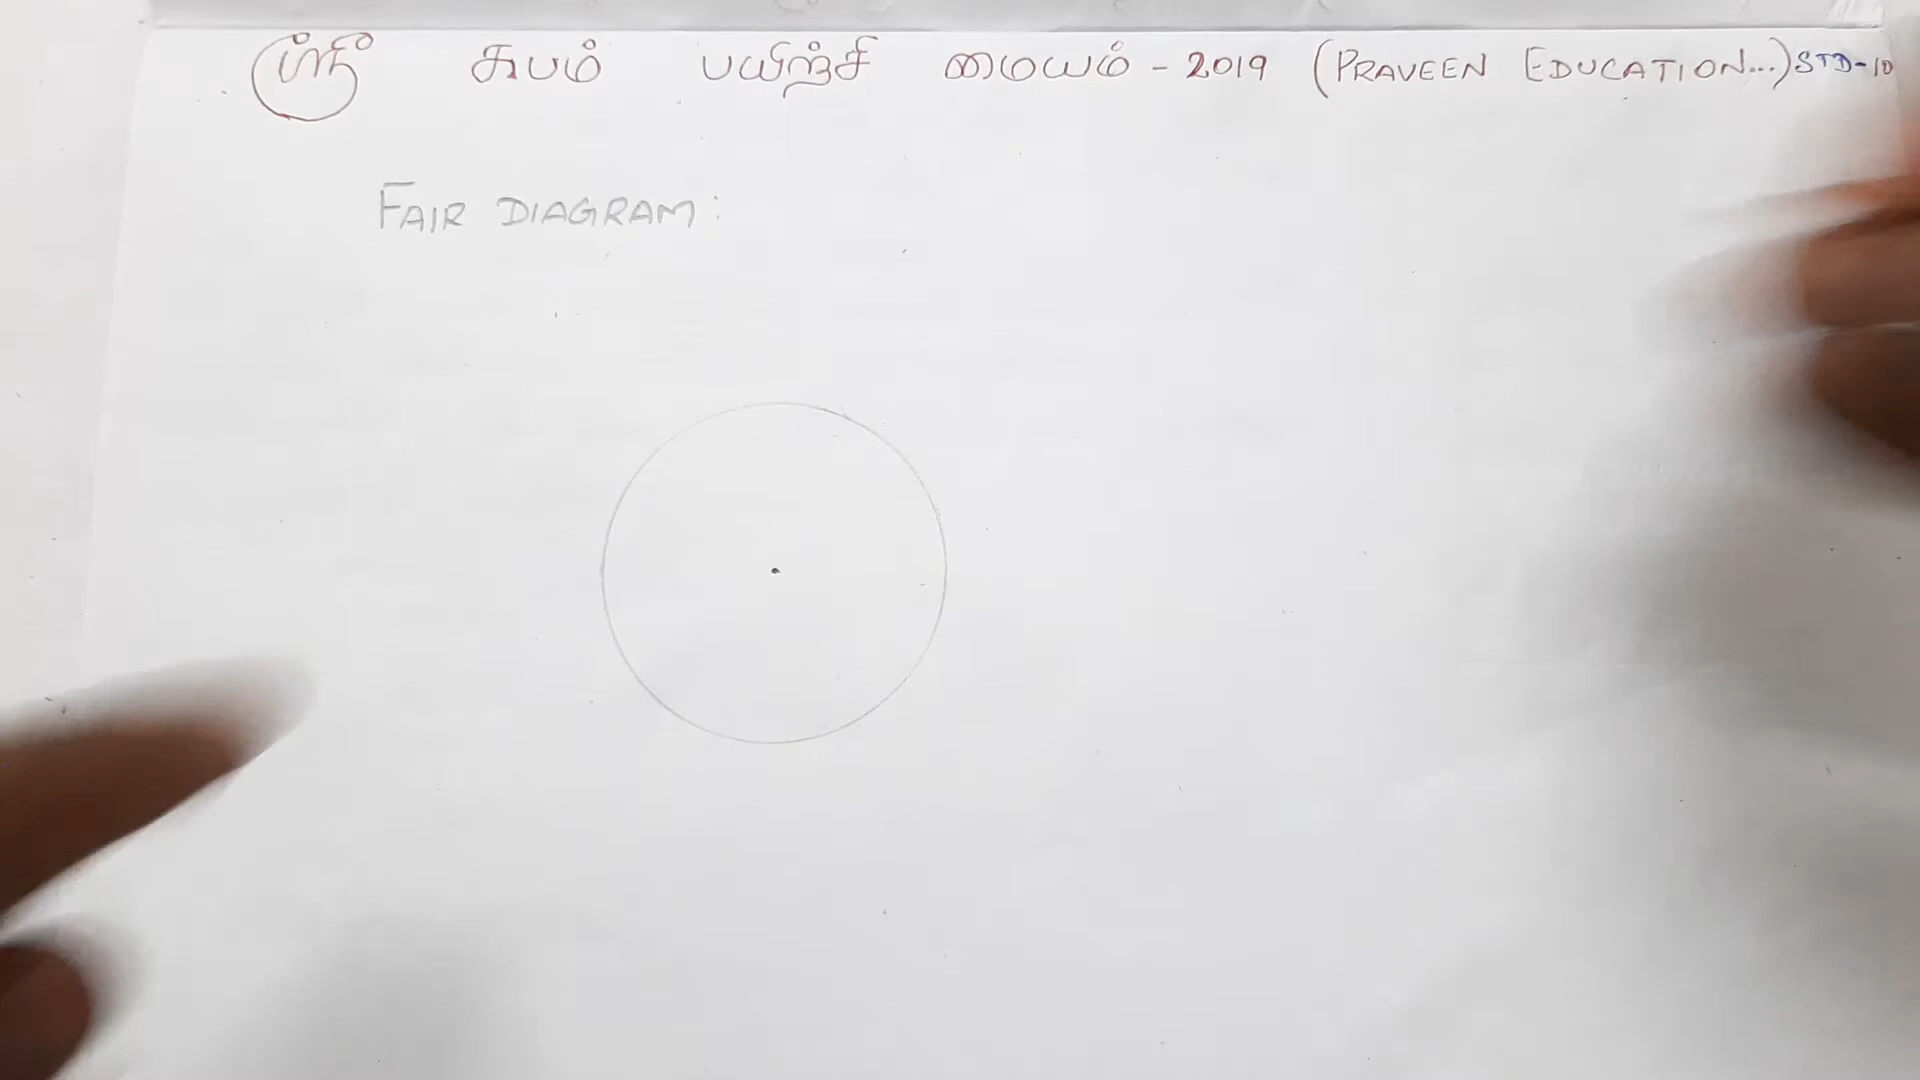 ஸ்ரீ சுபம் பயிற்சி மையம் - 2019 (PRAVEEN EDUCATION...) STD-10
FAIR DIAGRAM: